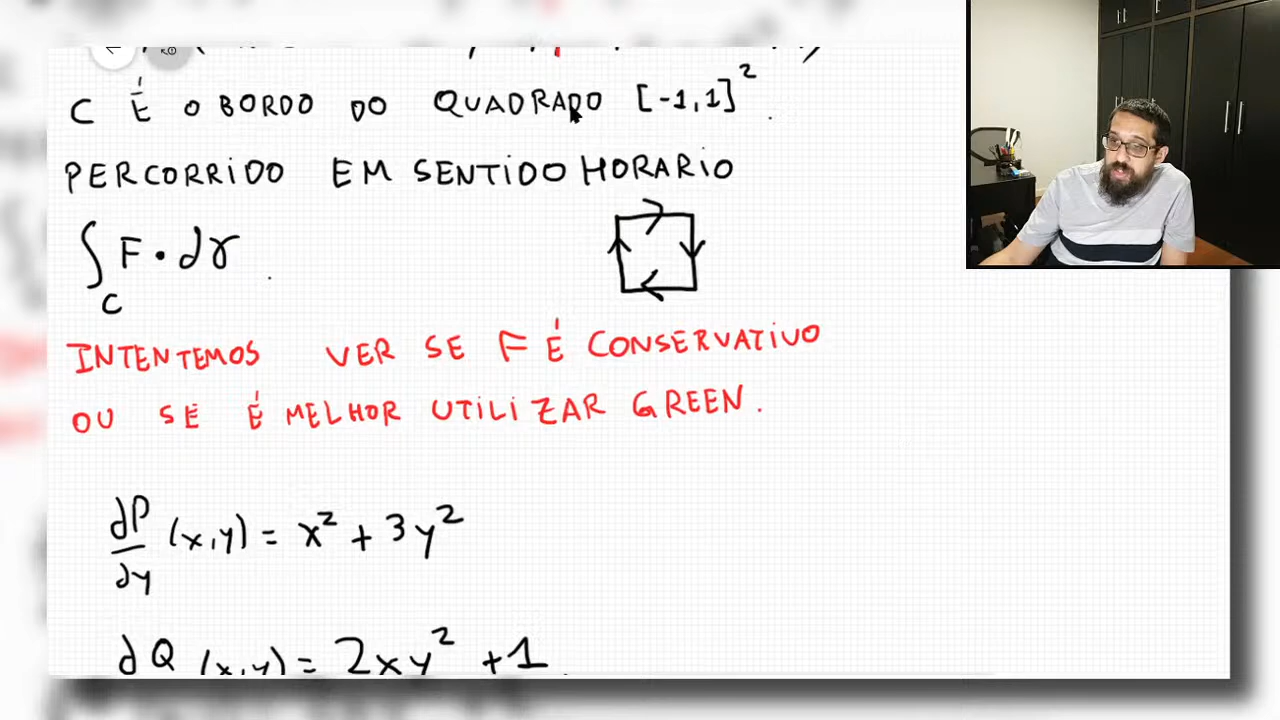 C É O BORDO DO QUADRADO [-1,1]².
PERCORRIDO EM SENTIDO HORARIO
∫_C F · dr
INTENTEMOS VER SE F É CONSERVATIVO
OU SE É MELHOR UTILIZAR GREEN.
∂P/∂y (x,y) = x² + 3y²
∂Q (x,y) = 2xy² + 1